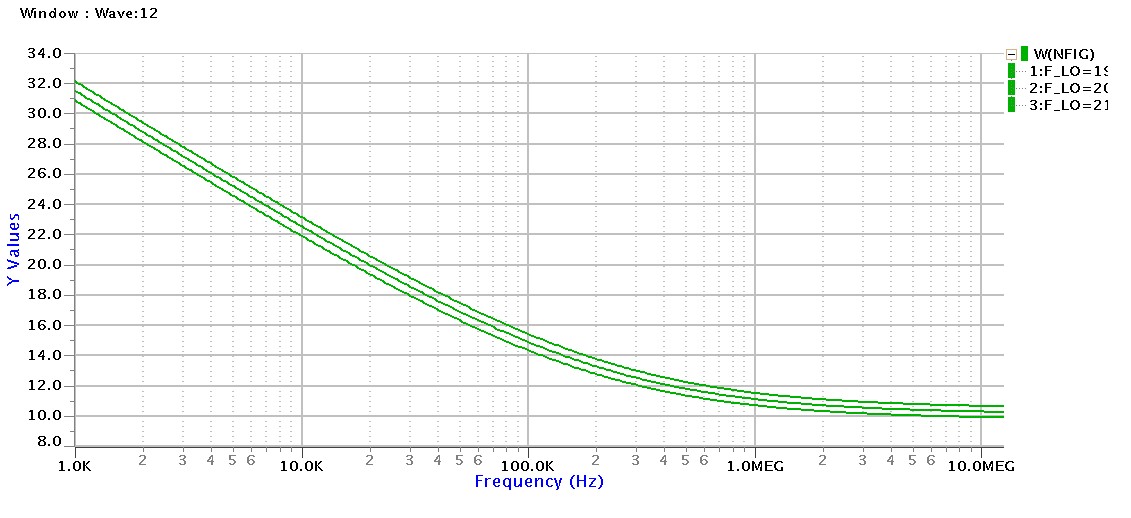 Window : Wave:12
W(NFIG)
1:F_LO=19
2:F_LO=20
3:F_LO=21
Y Values
34.0
32.0
30.0
28.0
26.0
24.0
22.0
20.0
18.0
16.0
14.0
12.0
10.0
8.0
1.0K 2 3 4 5 6 10.0K 2 3 4 5 6 100.0K 2 3 4 5 6 1.0MEG 2 3 4 5 6 10.0MEG
Frequency (Hz)